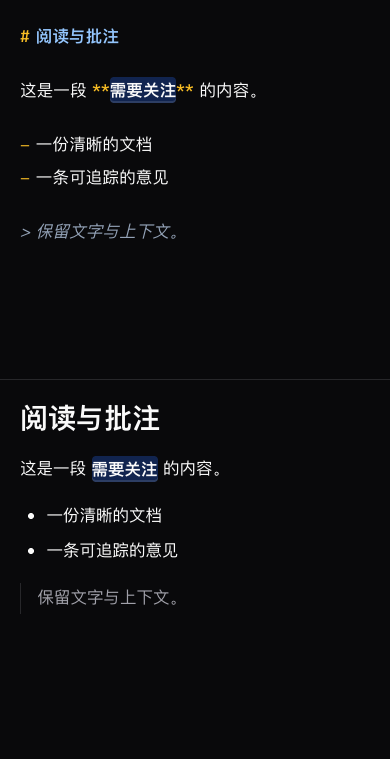 # 阅读与批注
这是一段 **需要关注** 的内容。
– 一份清晰的文档
– 一条可追踪的意见
> 保留文字与上下文。
阅读与批注
这是一段 需要关注 的内容。
• 一份清晰的文档
• 一条可追踪的意见
保留文字与上下文。